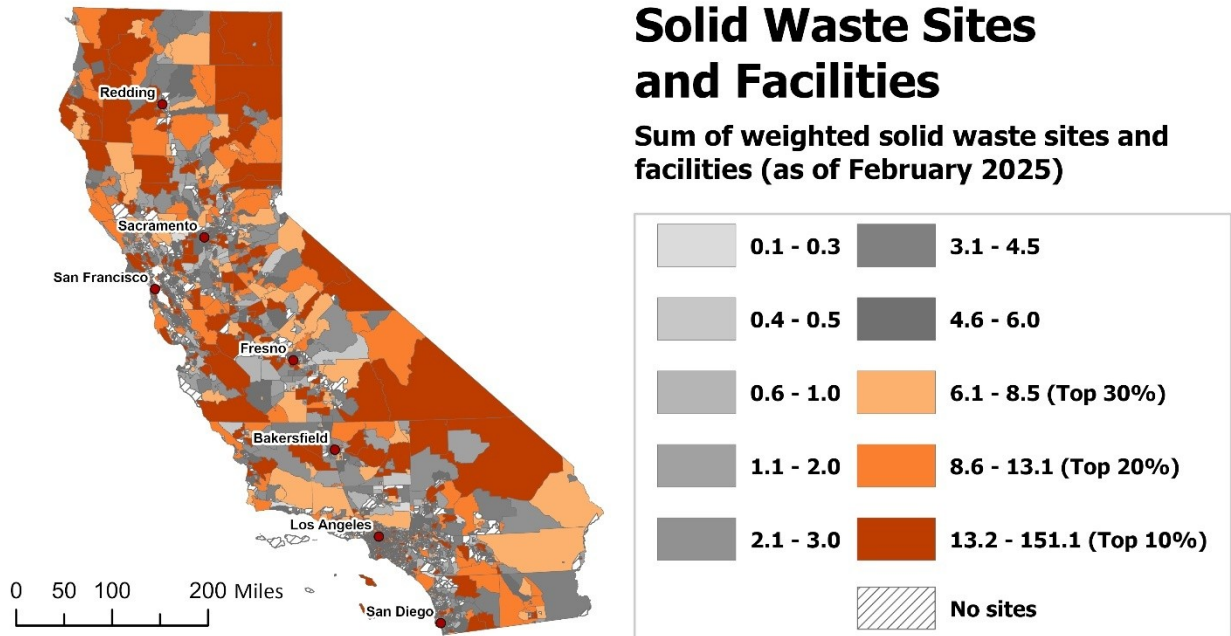 Solid Waste Sites
and Facilities
Sum of weighted solid waste sites and
facilities (as of February 2025)
Redding
Sacramento
San Francisco
Fresno
Bakersfield
Los Angeles
San Diego
0 50 100 200 Miles
0.1 - 0.3
0.4 - 0.5
0.6 - 1.0
1.1 - 2.0
2.1 - 3.0
3.1 - 4.5
4.6 - 6.0
6.1 - 8.5 (Top 30%)
8.6 - 13.1 (Top 20%)
13.2 - 151.1 (Top 10%)
No sites